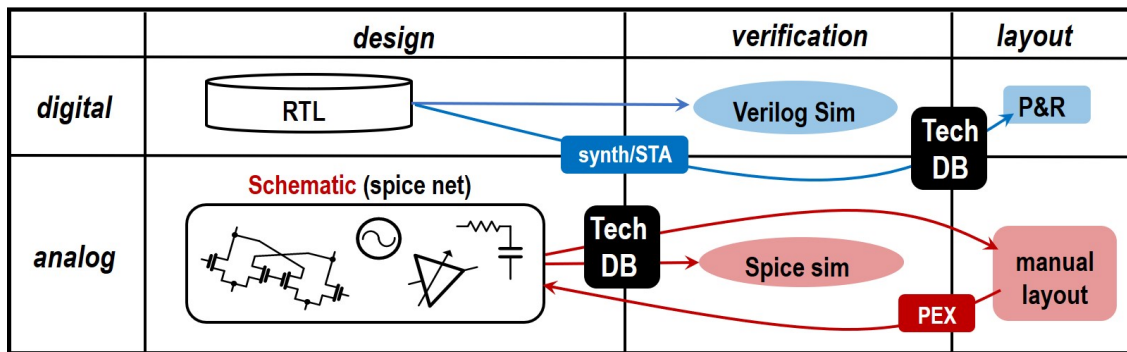 design
verification
layout
digital
RTL
Verilog Sim
P&R
synth/STA
Tech
DB
analog
Schematic (spice net)
Tech
DB
Spice sim
manual
layout
PEX